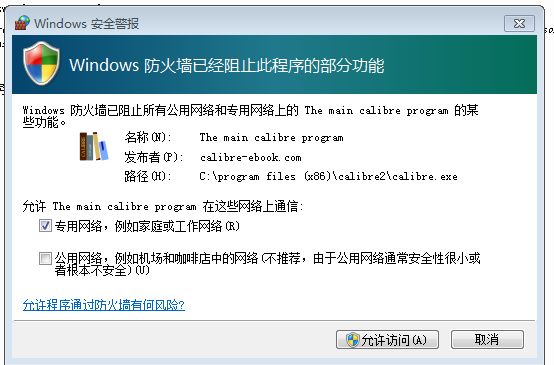 Windows 安全警报
Windows 防火墙已经阻止此程序的部分功能
Windows 防火墙已阻止所有公用网络和专用网络上的 The main calibre program 的某
些功能。
名称(N): The main calibre program
发布者(P): calibre-ebook.com
路径(H): C:\program files (x86)\calibre2\calibre.exe
允许 The main calibre program 在这些网络上通信:
专用网络，例如家庭或工作网络(R)
公用网络，例如机场和咖啡店中的网络(不推荐，由于公用网络通常安全性很小或
者根本不安全)(U)
允许程序通过防火墙有何风险?
允许访问(A) 取消